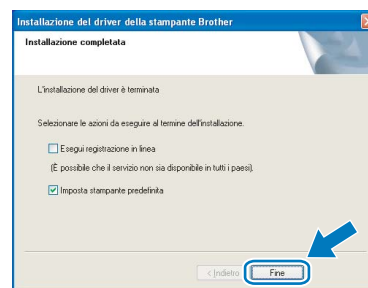 Installazione del driver della stampante Brother
Installazione completata
L'installazione del driver è terminata
Selezionare le azioni da eseguire al termine dell'installazione.
Esegui registrazione in linea
(È possibile che il servizio non sia disponibile in tutti i paesi).
Imposta stampante predefinita
< Indietro
Fine